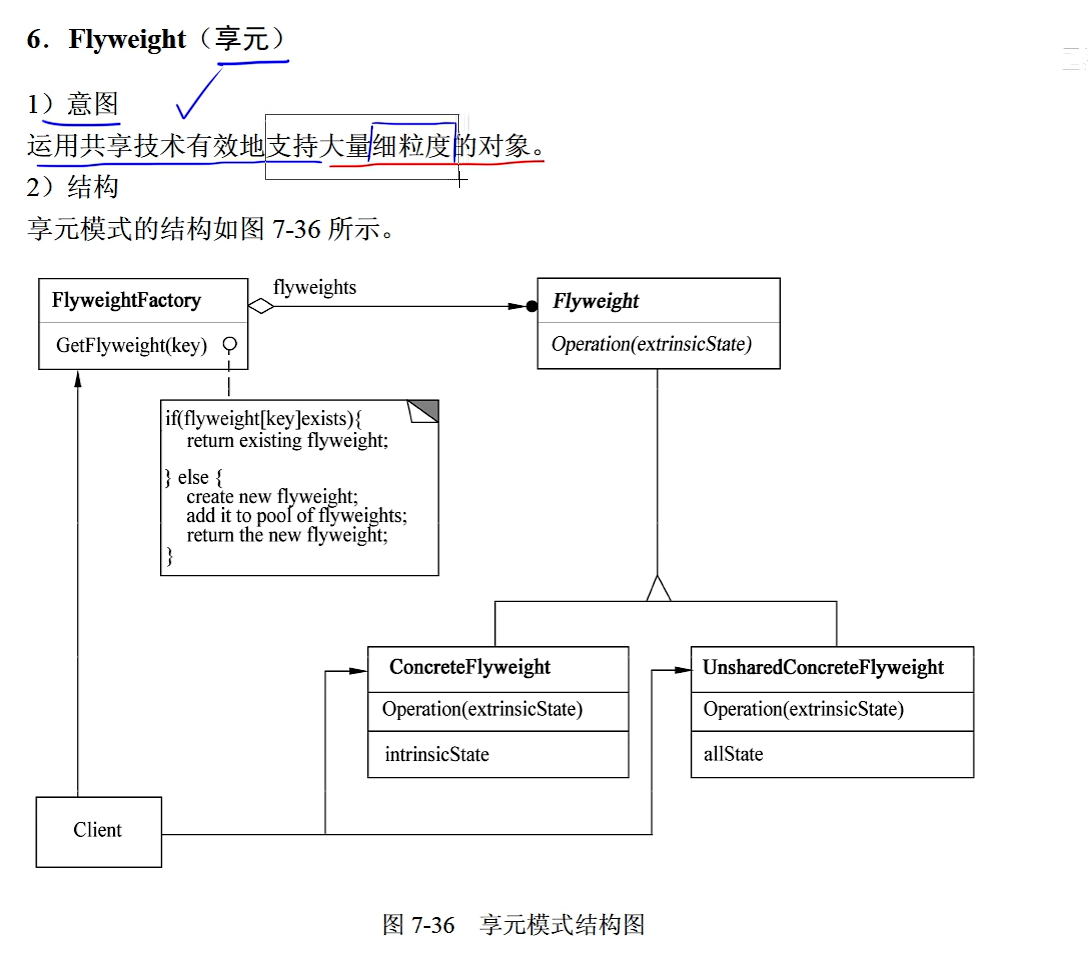 6．Flyweight（享元）
1）意图
运用共享技术有效地支持大量细粒度的对象。
2）结构
享元模式的结构如图 7-36 所示。
flyweights
FlyweightFactory
GetFlyweight(key)
Flyweight
Operation(extrinsicState)
if(flyweight[key]exists){
return existing flyweight;
} else {
create new flyweight;
add it to pool of flyweights;
return the new flyweight;
}
ConcreteFlyweight
Operation(extrinsicState)
intrinsicState
UnsharedConcreteFlyweight
Operation(extrinsicState)
allState
Client
图 7-36 享元模式结构图